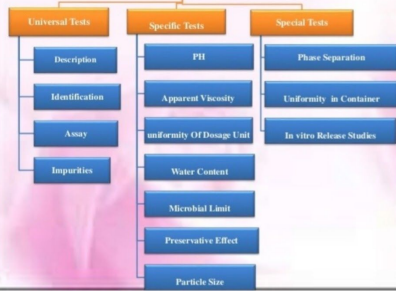 Universal Tests
Description
Identification
Assay
Impurities
Specific Tests
PH
Apparent Viscosity
uniformity Of Dosage Unit
Water Content
Microbial Limit
Preservative Effect
Particle Size
Special Tests
Phase Separation
Uniformity in Container
In vitro Release Studies